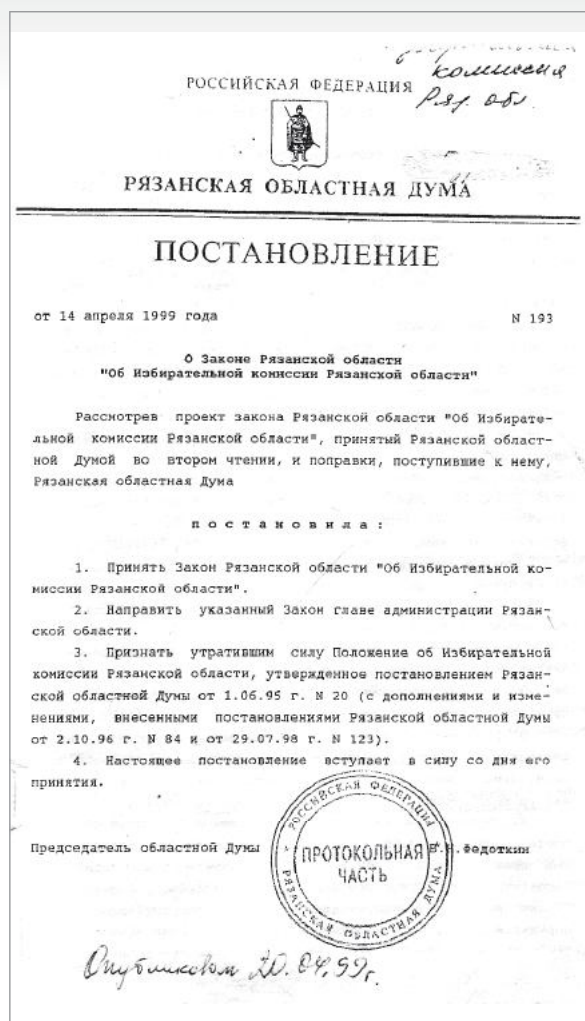 комиссия
Ряз. обл.
РОССИЙСКАЯ ФЕДЕРАЦИЯ
РЯЗАНСКАЯ ОБЛАСТНАЯ ДУМА
ПОСТАНОВЛЕНИЕ
от 14 апреля 1999 года N 193
О Законе Рязанской области
"Об Избирательной комиссии Рязанской области"
Рассмотрев проект закона Рязанской области "Об Избирате-
льной комиссии Рязанской области", принятый Рязанской област-
ной Думой во втором чтении, и поправки, поступившие к нему,
Рязанская областная Дума
п о с т а н о в и л а :
1. Принять Закон Рязанской области "Об Избирательной ко-
миссии Рязанской области".
2. Направить указанный Закон главе администрации Рязан-
ской области.
3. Признать утратившим силу Положение об Избирательной
комиссии Рязанской области, утвержденное постановлением Рязан-
ской областной Думы от 1.06.95 г. N 20 (с дополнениями и изме-
нениями, внесенными постановлениями Рязанской областной Думы
от 2.10.96 г. N 84 и от 29.07.98 г. N 123).
4. Настоящее постановление вступает в силу со дня его
принятия.
Председатель областной Думы В.Н.Федоткин
РОССИЙСКАЯ ФЕДЕРАЦИЯ
ПРОТОКОЛЬНАЯ
ЧАСТЬ
РЯЗАНСКАЯ ОБЛАСТНАЯ ДУМА
Опубликован 20.04.99г.